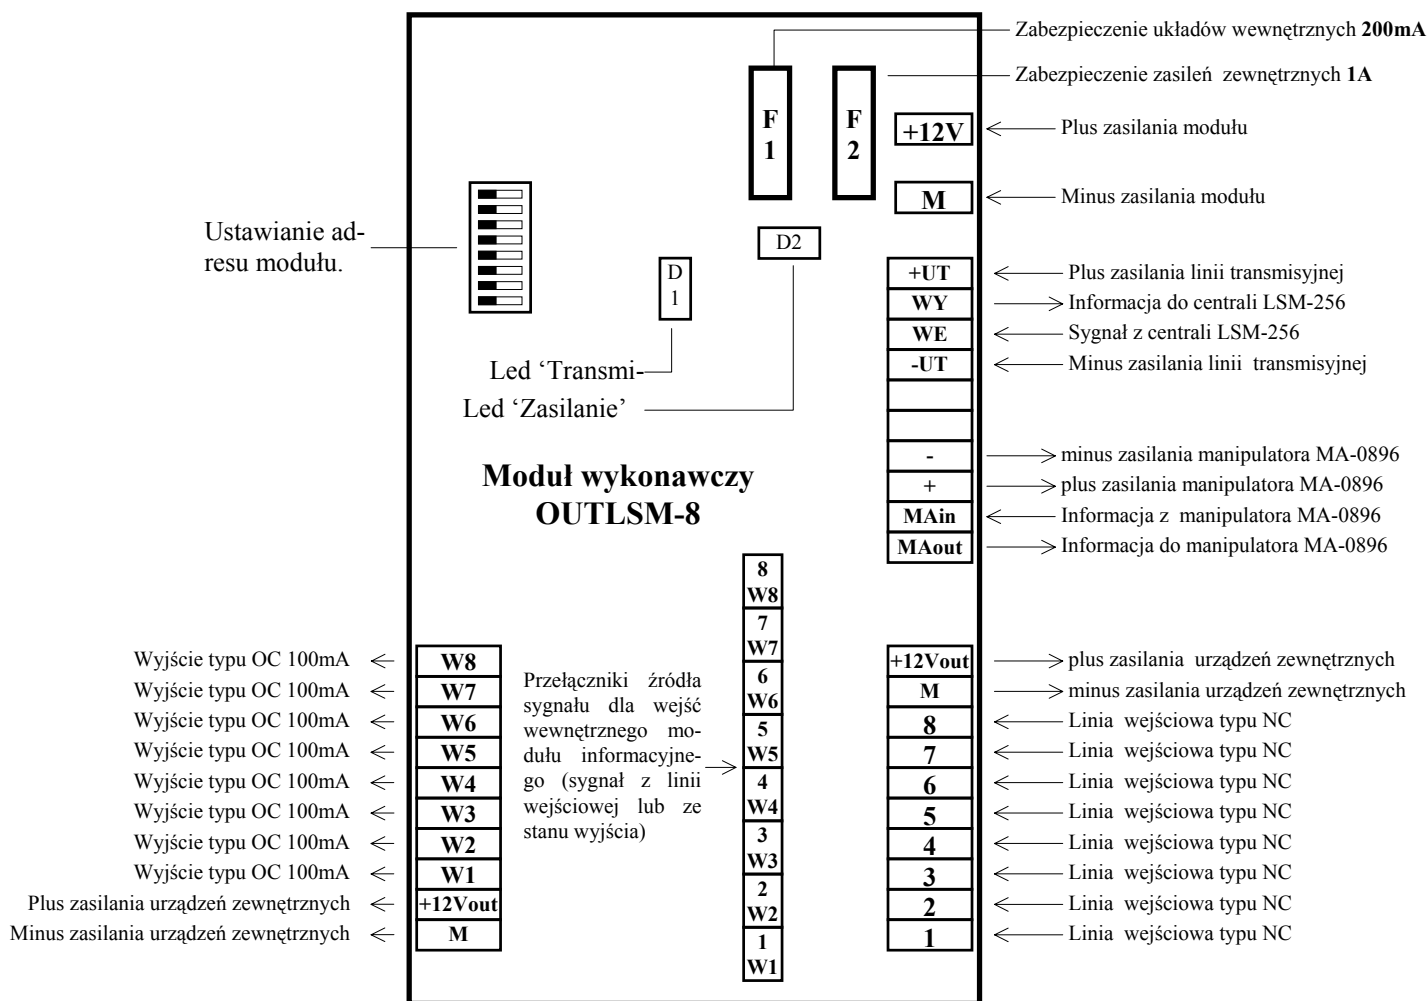 Zabezpieczenie układów wewnętrznych 200mA
Zabezpieczenie zasileń zewnętrznych 1A
F
1
F
2
+12V
Plus zasilania modułu
M
Minus zasilania modułu
Ustawianie ad-
resu modułu.
D2
D
1
+UT
Plus zasilania linii transmisyjnej
WY
Informacja do centrali LSM-256
WE
Sygnał z centrali LSM-256
-UT
Minus zasilania linii transmisyjnej
Led ‘Transmi-
Led ‘Zasilanie’
-
minus zasilania manipulatora MA-0896
+
plus zasilania manipulatora MA-0896
MAin
Informacja z manipulatora MA-0896
MAout
Informacja do manipulatora MA-0896
Moduł wykonawczy
OUTLSM-8
8
W8
7
W7
6
W6
5
W5
4
W4
3
W3
2
W2
1
W1
Przełączniki źródła
sygnału dla wejść
wewnętrznego mo-
dułu informacyjne-
go (sygnał z linii
wejściowej lub ze
stanu wyjścia)
Wyjście typu OC 100mA
W8
Wyjście typu OC 100mA
W7
Wyjście typu OC 100mA
W6
Wyjście typu OC 100mA
W5
Wyjście typu OC 100mA
W4
Wyjście typu OC 100mA
W3
Wyjście typu OC 100mA
W2
Wyjście typu OC 100mA
W1
Plus zasilania urządzeń zewnętrznych
+12Vout
Minus zasilania urządzeń zewnętrznych
M
+12Vout
plus zasilania urządzeń zewnętrznych
M
minus zasilania urządzeń zewnętrznych
8
Linia wejściowa typu NC
7
Linia wejściowa typu NC
6
Linia wejściowa typu NC
5
Linia wejściowa typu NC
4
Linia wejściowa typu NC
3
Linia wejściowa typu NC
2
Linia wejściowa typu NC
1
Linia wejściowa typu NC